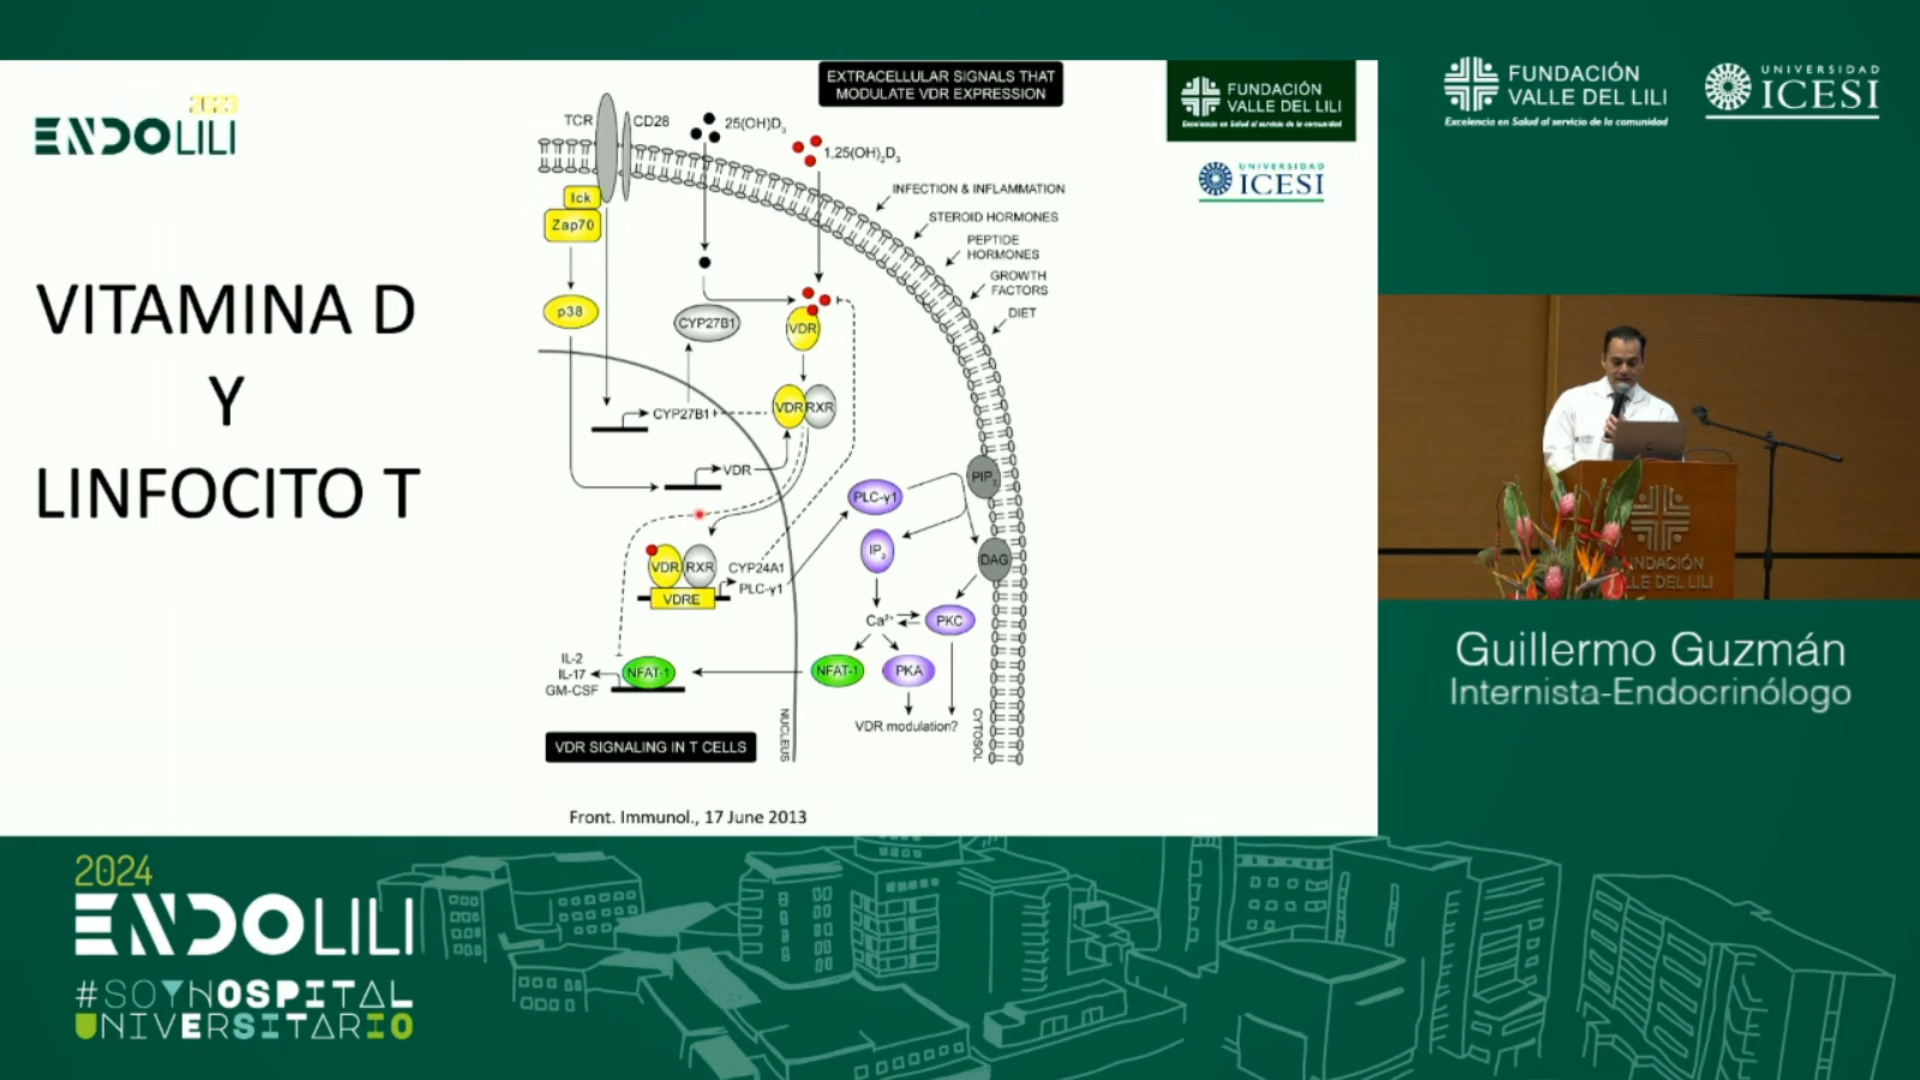 2023
ENDOLILI
VITAMINA D
Y
LINFOCITO T
EXTRACELLULAR SIGNALS THAT
MODULATE VDR EXPRESSION
TCR
CD28
25(OH)D₃
1,25(OH)₂D₃
INFECTION & INFLAMMATION
STEROID HORMONES
PEPTIDE
HORMONES
GROWTH
FACTORS
DIET
lck
Zap70
p38
CYP27B1
VDR
VDR
RXR
CYP27B1
VDR
PLC-γ1
PIP₂
IP₃
DAG
VDR
RXR
CYP24A1
PLC-γ1
VDRE
Ca²⁺
PKC
IL-2
IL-17
GM-CSF
NFAT-1
NFAT-1
PKA
VDR modulation?
NUCLEUS
CYTOSOL
VDR SIGNALING IN T CELLS
Front. Immunol., 17 June 2013
FUNDACIÓN
VALLE DEL LILI
Excelencia en Salud al servicio de la comunidad
UNIVERSIDAD
ICESI
FUNDACIÓN
VALLE DEL LILI
Excelencia en Salud al servicio de la comunidad
UNIVERSIDAD
ICESI
FUNDACIÓN
VALLE DEL LILI
Guillermo Guzmán
Internista-Endocrinólogo
2024
ENDOLILI
#SOYHOSPITAL
UNIVERSITARIO